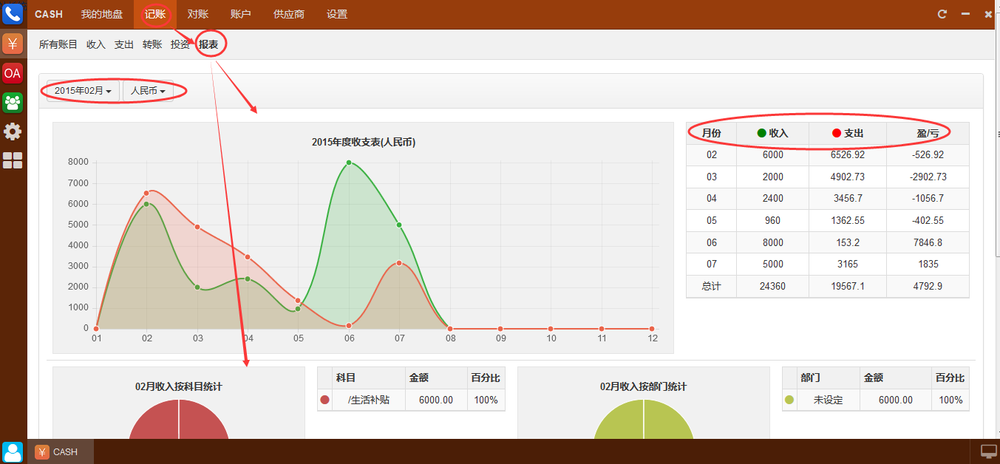 CASH 我的地盘 记账 对账 账户 供应商 设置
所有账目 收入 支出 转账 投资 报表
¥
OA
2015年02月 人民币
2015年度收支表(人民币)
8000
7000
6000
5000
4000
3000
2000
1000
0
01 02 03 04 05 06 07 08 09 10 11 12
月份 收入 支出 盈/亏
02 6000 6526.92 -526.92
03 2000 4902.73 -2902.73
04 2400 3456.7 -1056.7
05 960 1362.55 -402.55
06 8000 153.2 7846.8
07 5000 3165 1835
总计 24360 19567.1 4792.9
02月收入按科目统计
科目 金额 百分比
/生活补贴 6000.00 100%
02月收入按部门统计
部门 金额 百分比
未设定 6000.00 100%
¥ CASH